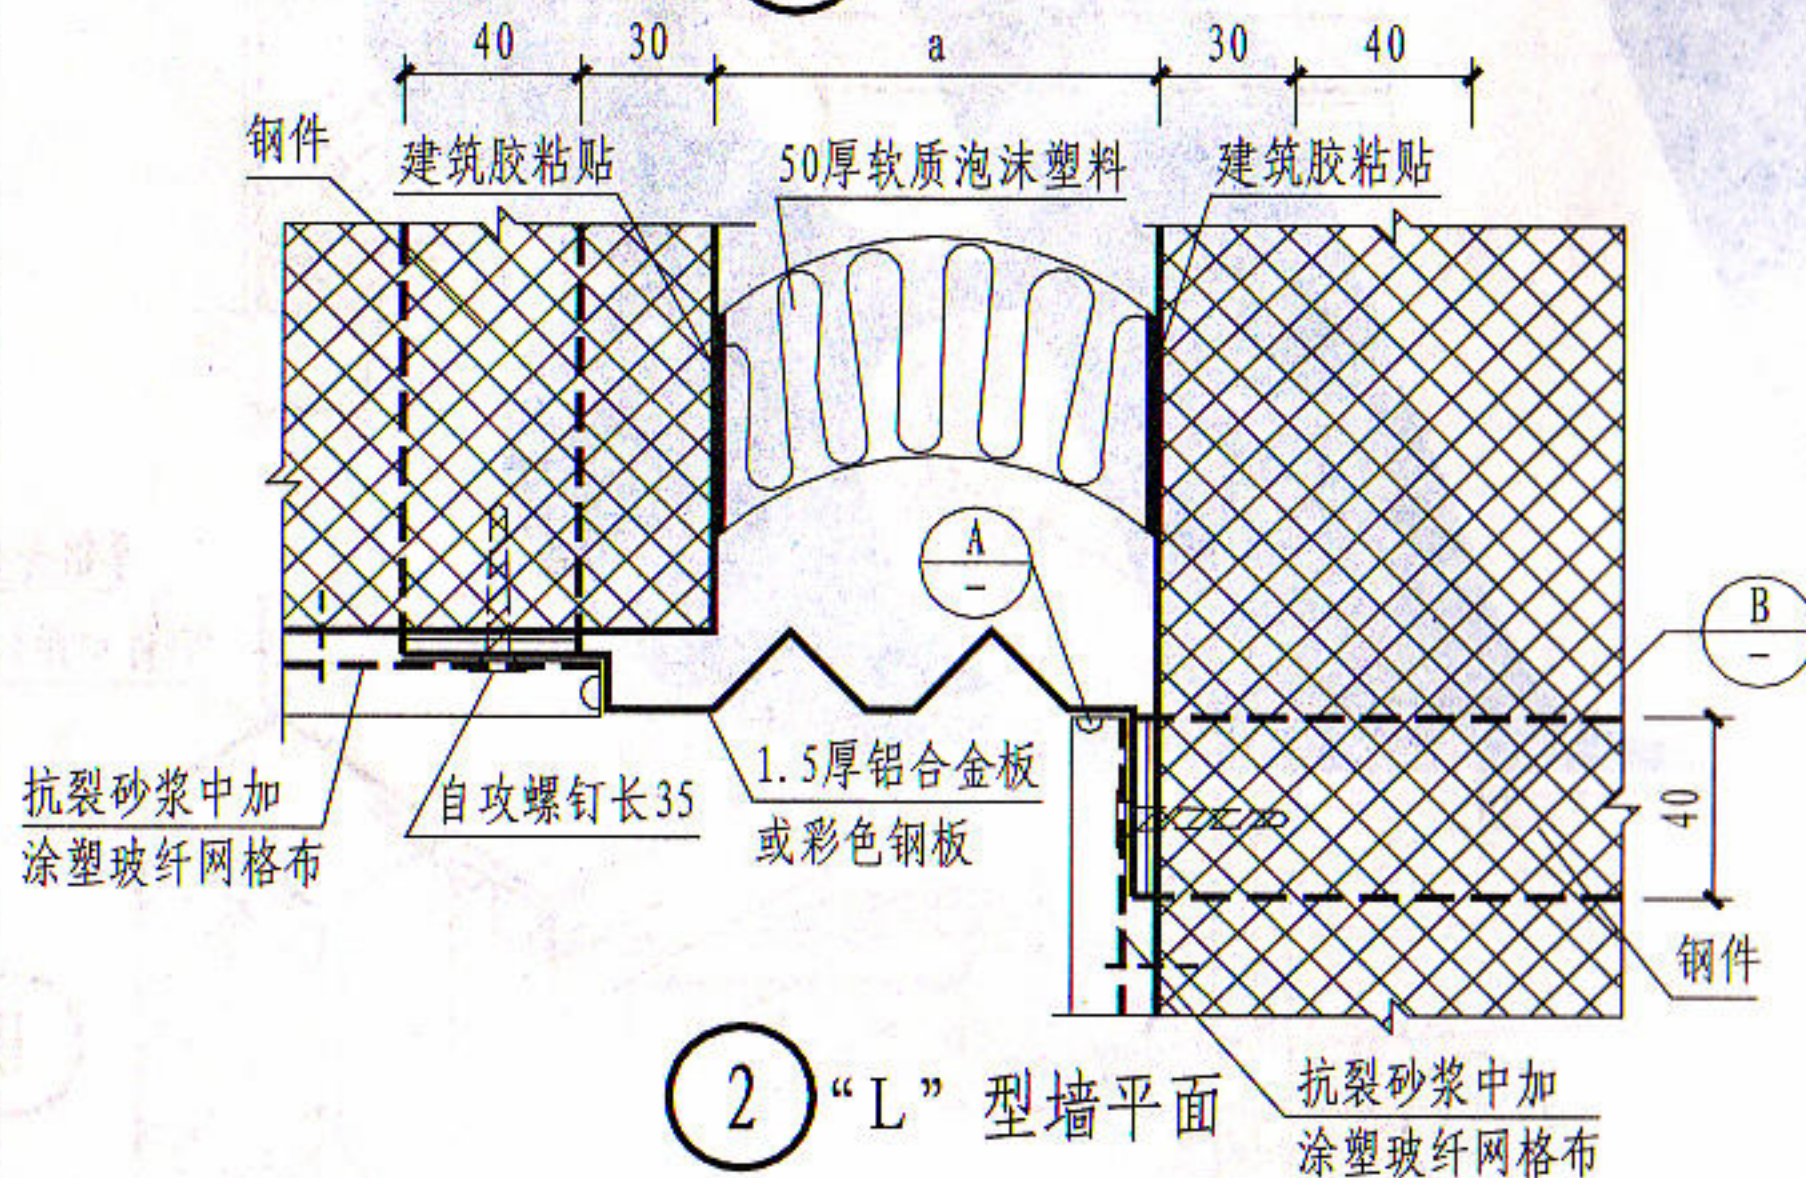 40 30 a 30 40
钢件
建筑胶粘贴
50厚软质泡沫塑料
建筑胶粘贴
A
–
B
–
抗裂砂浆中加
涂塑玻纤网格布
自攻螺钉长35
1.5厚铝合金板
或彩色钢板
40
钢件
2 “L” 型墙平面
抗裂砂浆中加
涂塑玻纤网格布